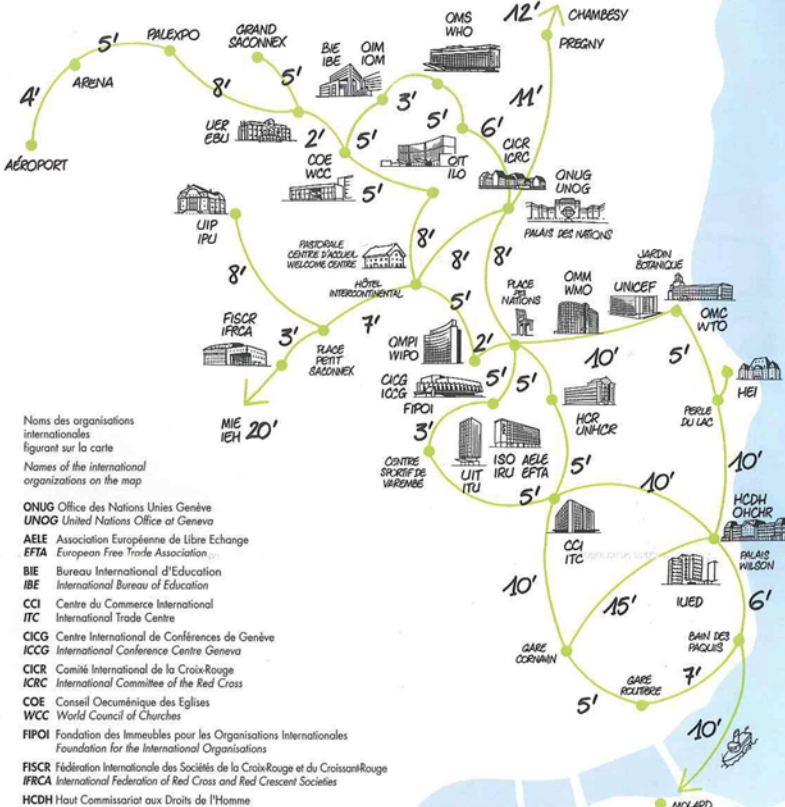 12'
CHAMBESY
PREGNY
OMS
WHO
GRAND
SACONNEX
PALEXPO
5'
BIE
IBE
OIM
IOM
ARENA
5'
4'
8'
3'
11'
UER
EBU
2'
5'
5'
6'
CICR
ICRC
AÉROPORT
COE
WCC
5'
OIT
ILO
ONUG
UNOG
UIP
IPU
PALAIS DES NATIONS
PASTORALE
CENTRE D'ACCUEIL
WELCOME CENTRE
8'
8'
8'
JARDIN
BOTANIQUE
8'
HÔTEL
INTERCONTINENTAL
PLACE
DES
NATIONS
OMM
WMO
UNICEF
OMC
WTO
FISCR
IFRCA
3'
7'
5'
PLACE
PETIT
SACONNEX
OMPI
WIPO
2'
10'
5'
CICG
ICCG
5'
5'
HEI
FIPOI
HCR
UNHCR
PERLE
DU LAC
MIE
IEH
20'
3'
CENTRE
SPORTIF DE
VAREMBÉ
UIT
ITU
ISO
IRU
AELE
EFTA
5'
5'
10'
10'
HCDH
OHCHR
CCI
ITC
PALAIS
WILSON
10'
15'
IUED
6'
GARE
CORNAVIN
BAIN DES
PAQUIS
GARE
ROUTIÈRE
7'
5'
10'
MOLARD
Noms des organisations
internationales
figurant sur la carte
Names of the international
organizations on the map
ONUG Office des Nations Unies Genève
UNOG United Nations Office at Geneva
AELE Association Européenne de Libre Echange
EFTA European Free Trade Association
BIE Bureau International d'Education
IBE International Bureau of Education
CCI Centre du Commerce International
ITC International Trade Centre
CICG Centre International de Conférences de Genève
ICCG International Conference Centre Geneva
CICR Comité International de la Croix-Rouge
ICRC International Committee of the Red Cross
COE Conseil Oecuménique des Eglises
WCC World Council of Churches
FIPOI Fondation des Immeubles pour les Organisations Internationales
Foundation for the International Organisations
FISCR Fédération Internationale des Sociétés de la Croix-Rouge et du Croissant-Rouge
IFRCA International Federation of Red Cross and Red Crescent Societies
HCDH Haut Commissariat aux Droits de l'Homme